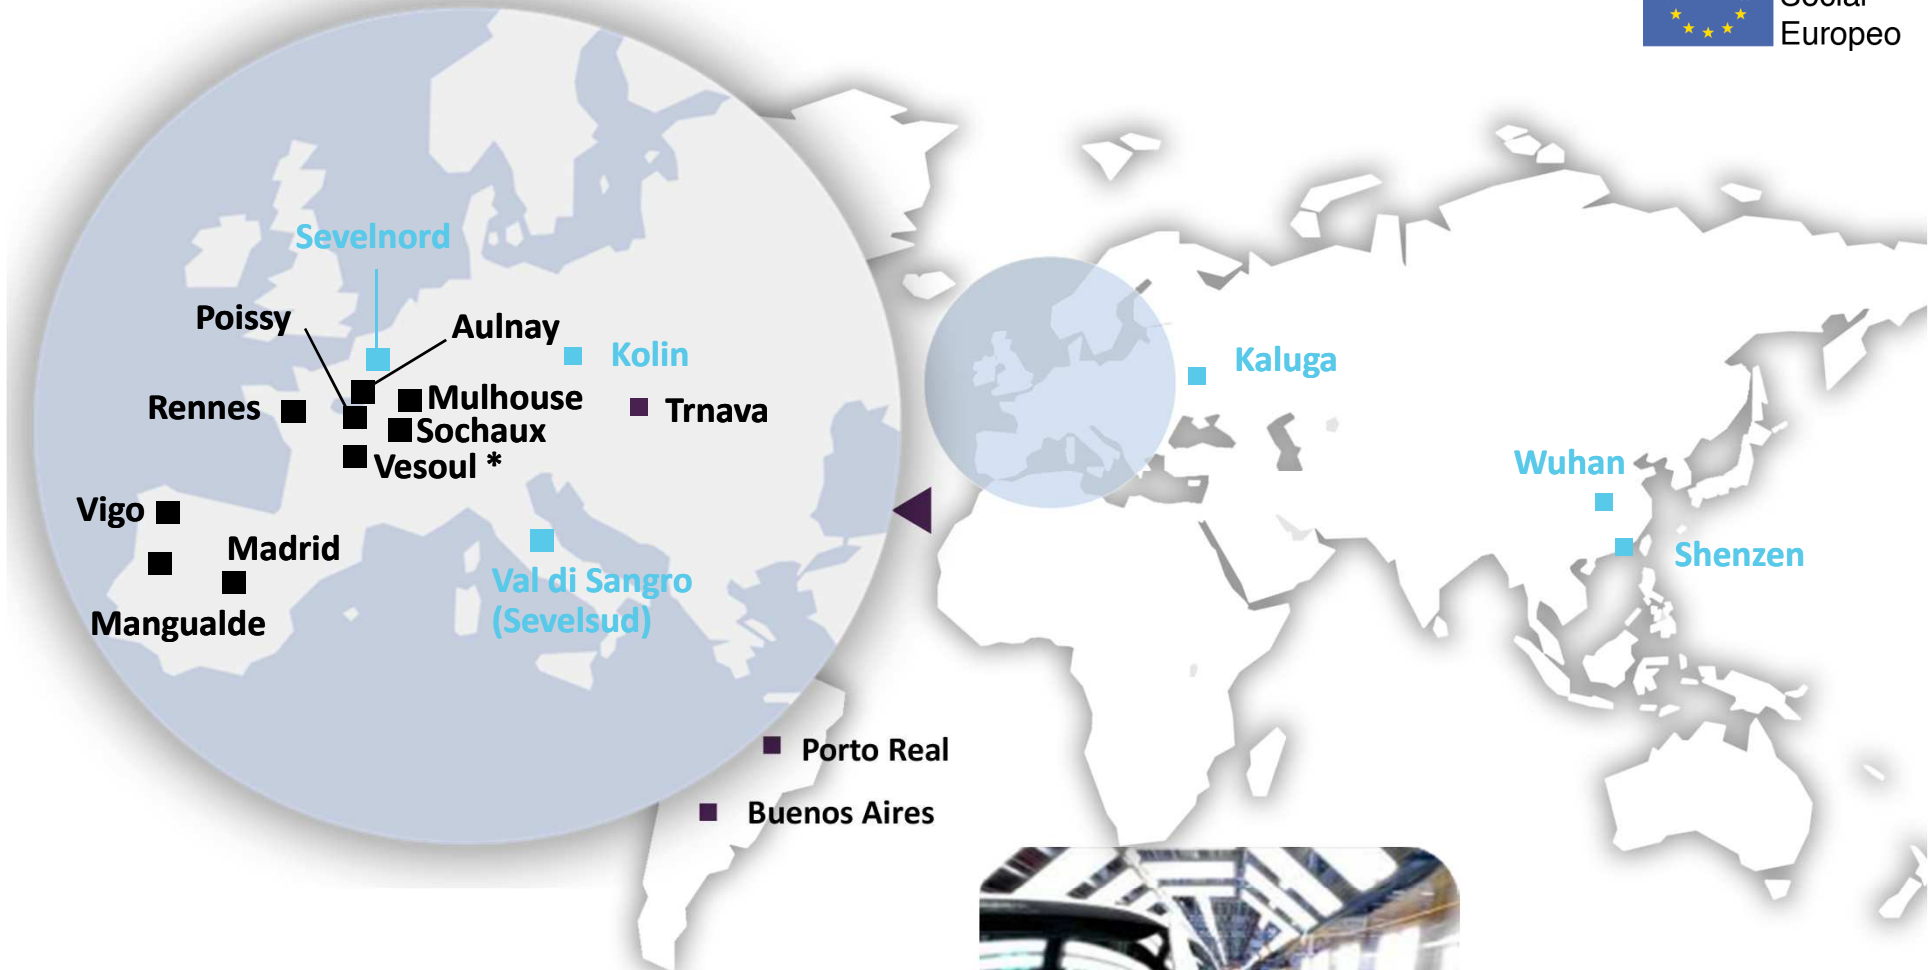 Social
Europeo
Sevelnord
Poissy
Aulnay
Kolin
Kaluga
Rennes
Mulhouse
Trnava
Sochaux
Vesoul *
Wuhan
Vigo
Madrid
Shenzen
Val di Sangro
(Sevelsud)
Mangualde
Porto Real
Buenos Aires